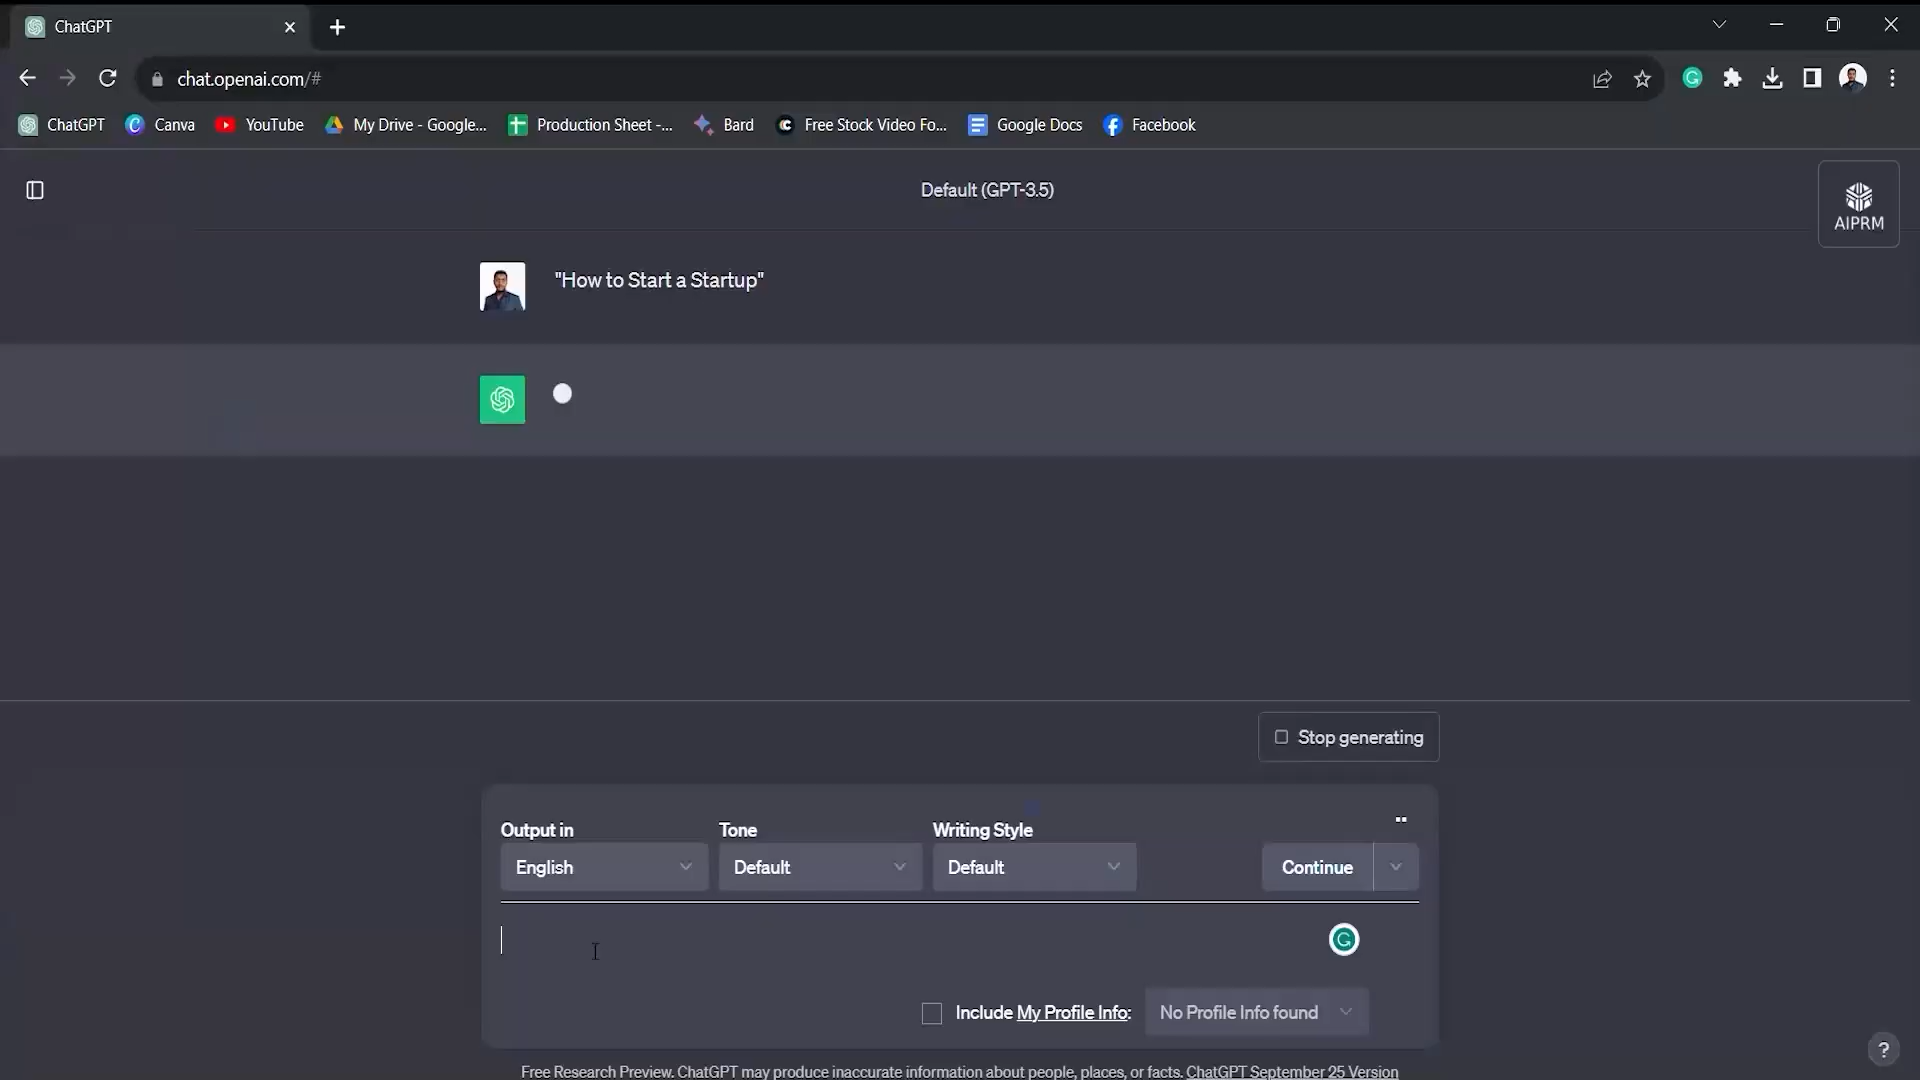 ChatGPT
chat.openai.com/#
ChatGPT Canva YouTube My Drive - Google... Production Sheet -... Bard Free Stock Video Fo... Google Docs Facebook
Default (GPT-3.5)
AIPRM
"How to Start a Startup"
Stop generating
Output in Tone Writing Style
English Default Default Continue
Include My Profile Info: No Profile Info found
?
Free Research Preview. ChatGPT may produce inaccurate information about people, places, or facts. ChatGPT September 25 Version